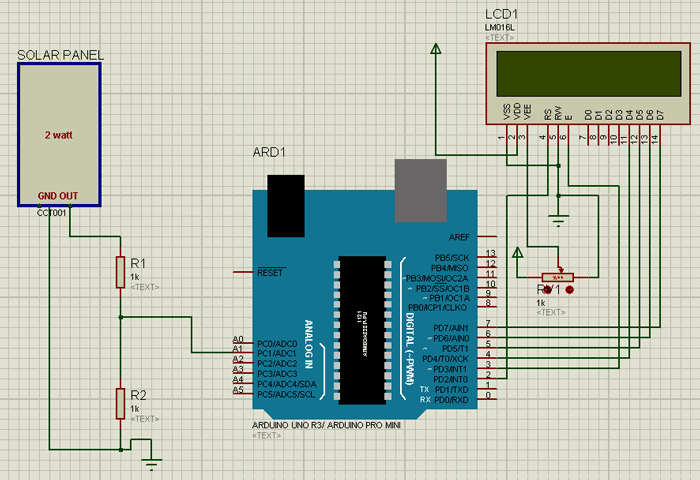 SOLAR PANEL
2 watt
GND OUT
CCT001
R1
1k
<TEXT>
R2
1k
<TEXT>
ARD1
RESET
AREF
13
PB5/SCK
12
PB4/MISO
11
~ PB3/MOSI/OC2A
10
~ PB2/SS/OC1B
9
~ PB1/OC1A
8
PB0/ICP1/CLKO
7
PD7/AIN1
6
~ PD6/AIN0
5
~ PD5/T1
4
PD4/T0/XCK
3
~ PD3/INT1
2
PD2/INT0
1
TX PD1/TXD
0
RX PD0/RXD
A0
PC0/ADC0
A1
PC1/ADC1
A2
PC2/ADC2
A3
PC3/ADC3
A4
PC4/ADC4/SDA
A5
PC5/ADC5/SCL
ANALOG IN
DIGITAL (~PWM)
1121
ARDUINO UNO R3/ ARDUINO PRO MINI
<TEXT>
LCD1
LM016L
<TEXT>
VSS VDD VEE RS RW E D0 D1 D2 D3 D4 D5 D6 D7
1 2 3 4 5 6 7 8 9 10 11 12 13 14
RV1
1k
<TEXT>